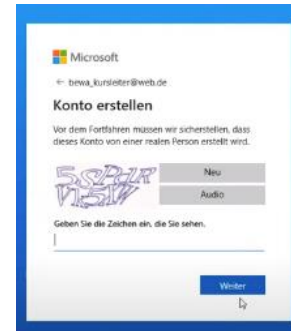 Microsoft
← bewa_kursleiter@web.de
Konto erstellen
Vor dem Fortfahren müssen wir sicherstellen, dass
dieses Konto von einer realen Person erstellt wird.
Neu
Audio
Geben Sie die Zeichen ein, die Sie sehen.
Weiter